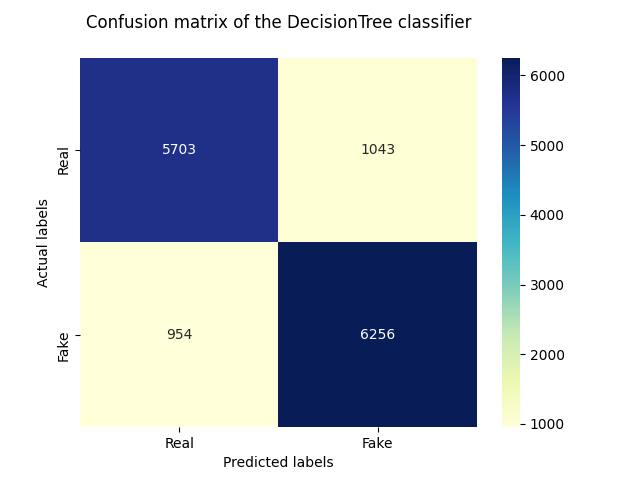 Confusion matrix of the DecisionTree classifier
Actual labels
Real
Fake
5703
1043
954
6256
Real
Fake
Predicted labels
6000
5000
4000
3000
2000
1000